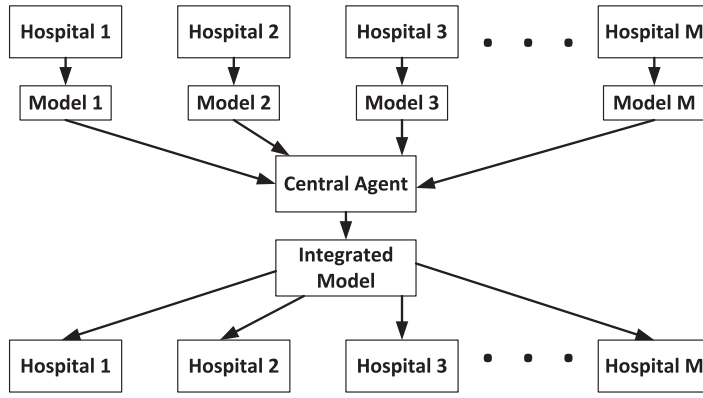 Hospital 1
Hospital 2
Hospital 3
Hospital M
Model 1
Model 2
Model 3
Model M
Central Agent
Integrated
Model
Hospital 1
Hospital 2
Hospital 3
Hospital M